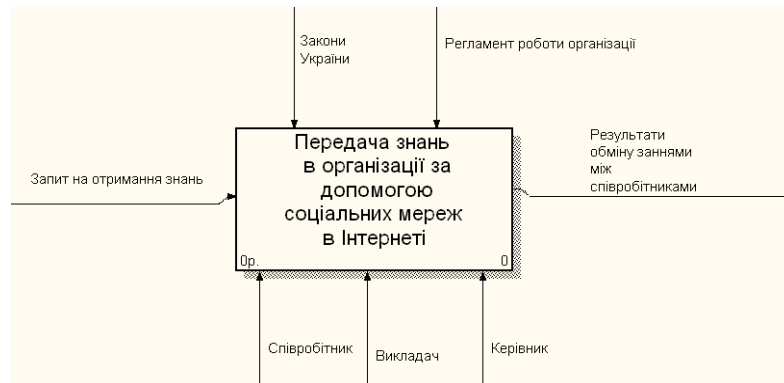 Закони
України
Регламент роботи організації
Передача знань
в організації за
допомогою
соціальних мереж
в Інтернеті
0р.
0
Запит на отримання знань
Результати
обміну заннями
між
співробітниками
Співробітник
Викладач
Керівник